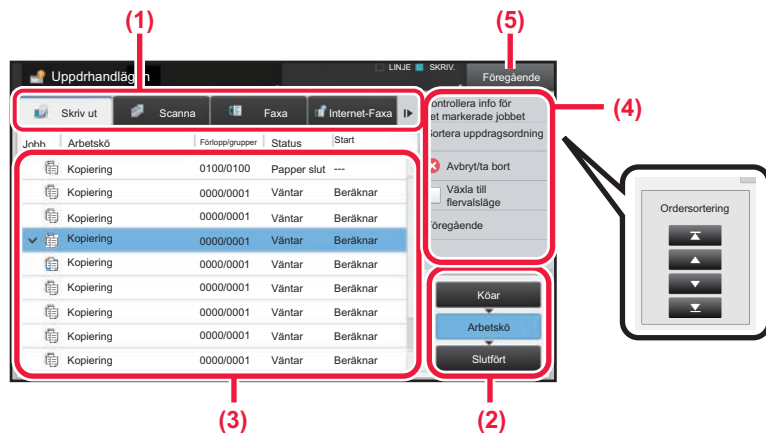 (1)
(5)
LINJE SKRIV.
Uppdrhandlägen
Föregående
Skriv ut Scanna Faxa Internet-Faxa
ontrollera info för
et markerade jobbet
(4)
ortera uppdragsordning
Avbryt/ta bort
Växla till
flervalsläge
öregående
Jobb Arbetskö Förlopp/grupper Status Start
Kopiering 0100/0100 Papper slut ---
Kopiering 0000/0001 Väntar Beräknar
Kopiering 0000/0001 Väntar Beräknar
Kopiering 0000/0001 Väntar Beräknar
Kopiering 0000/0001 Väntar Beräknar
Kopiering 0000/0001 Väntar Beräknar
Kopiering 0000/0001 Väntar Beräknar
Kopiering 0000/0001 Väntar Beräknar
Kopiering 0000/0001 Väntar Beräknar
Ordersortering
Köar
Arbetskö
Slutfört
(3)
(2)